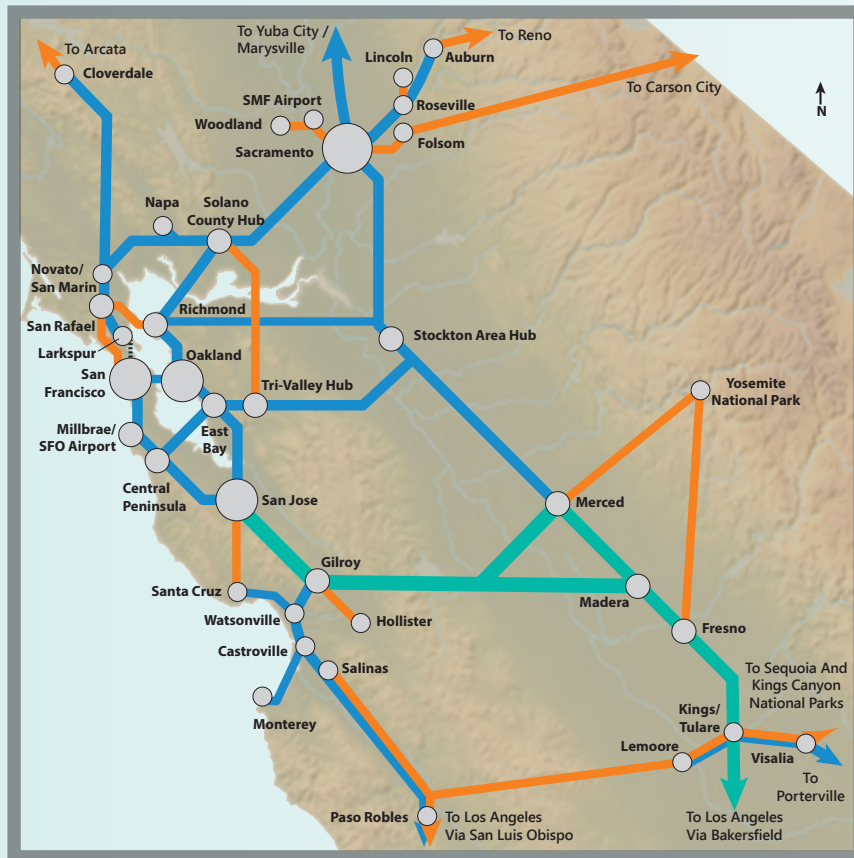 To Yuba City /
Marysville
To Reno
To Arcata
Lincoln
Auburn
Cloverdale
To Carson City
SMF Airport
Roseville
Woodland
N
Folsom
Sacramento
Napa
Solano
County Hub
Novato/
San Marin
Richmond
San Rafael
Stockton Area Hub
Larkspur
Oakland
San
Francisco
Tri-Valley Hub
Yosemite
National Park
Millbrae/
SFO Airport
East
Bay
Central
Peninsula
San Jose
Merced
Gilroy
Santa Cruz
Madera
Watsonville
Hollister
Fresno
Castroville
Salinas
To Sequoia And
Kings Canyon
National Parks
Monterey
Kings/
Tulare
Lemoore
Visalia
To
Porterville
Paso Robles
To Los Angeles
Via San Luis Obispo
To Los Angeles
Via Bakersfield